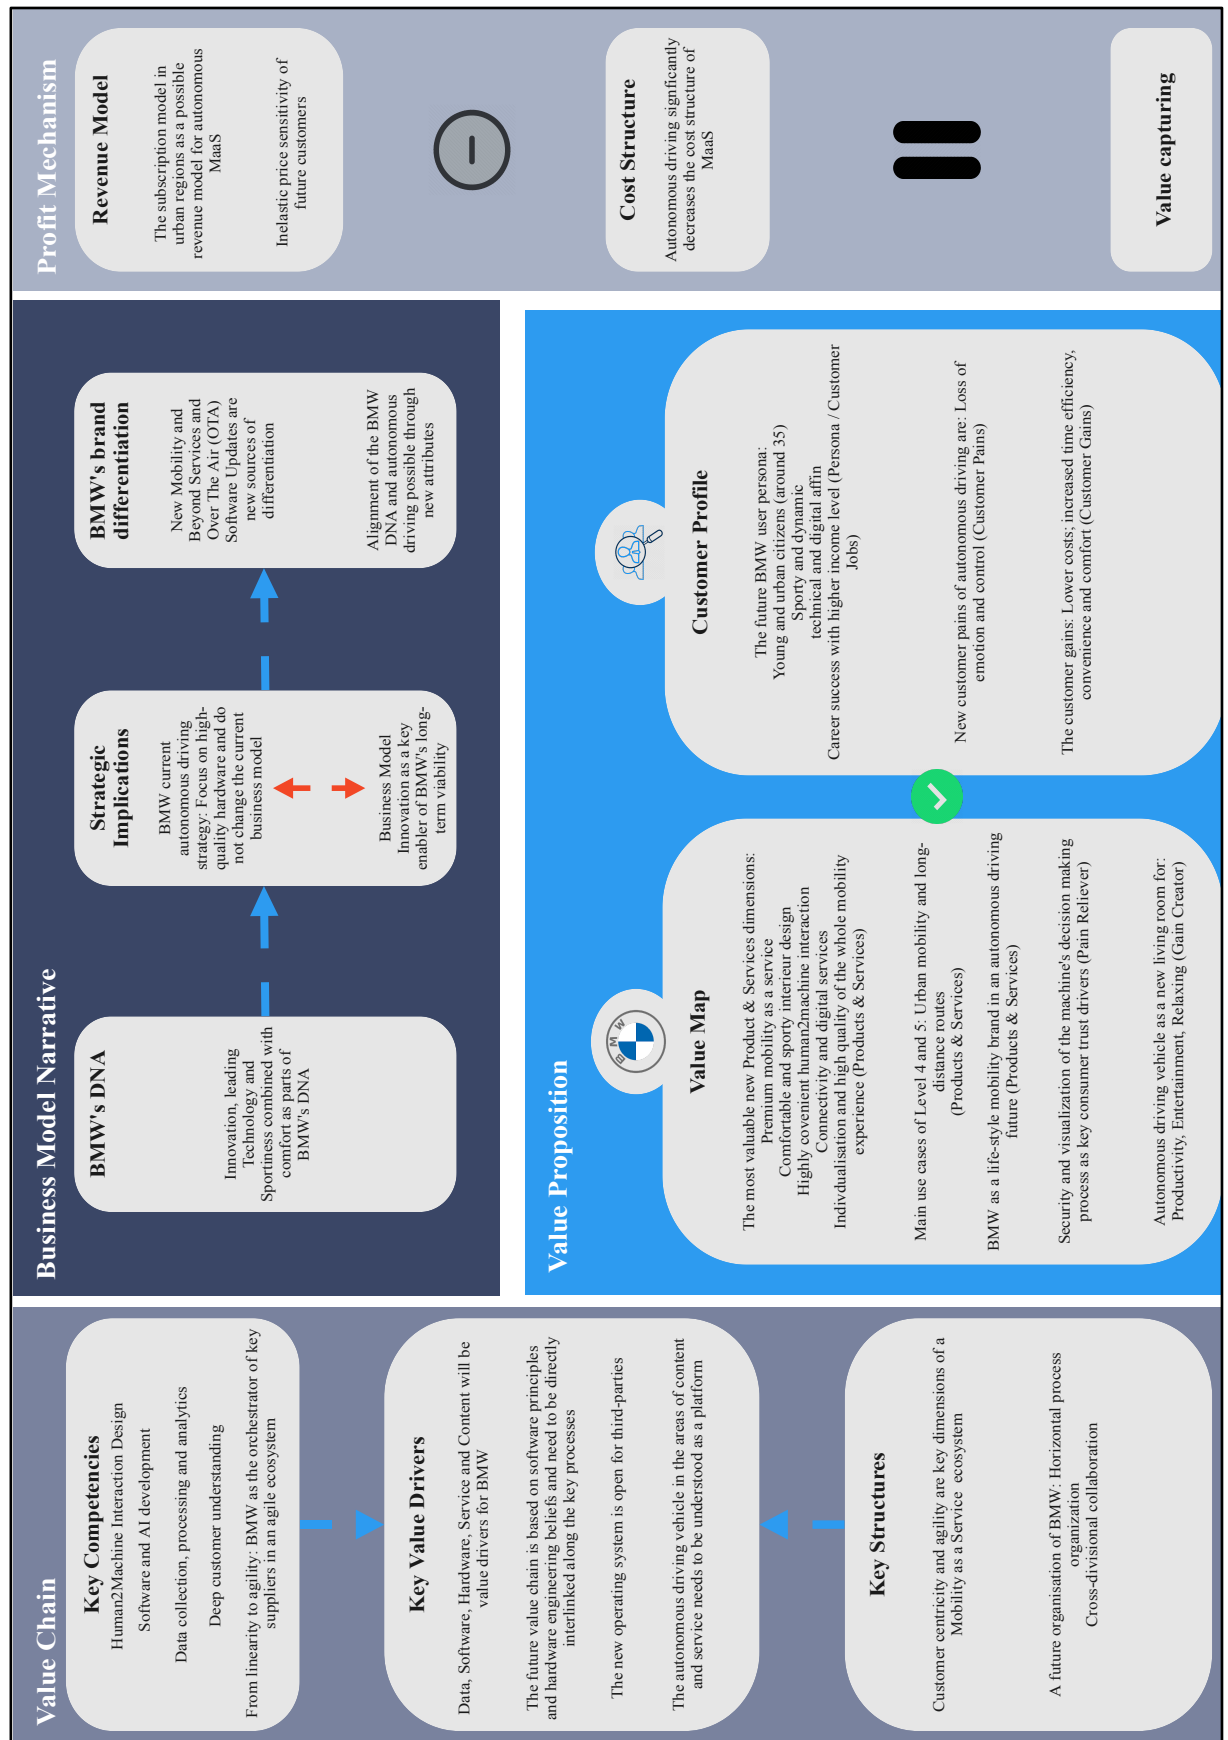 Value Chain
Key Competencies
Human2Machine Interaction Design
Software and AI development
Data collection, processing and analytics
Deep customer understanding
From linearity to agility: BMW as the orchestrator of key
suppliers in an agile ecosystem
Key Value Drivers
Data, Software, Hardware, Service and Content will be
value drivers for BMW
The future value chain is based on software principles
and hardware engineering beliefs and need to be directly
interlinked along the key processes
The new operating system is open for third-parties
The autonomous driving vehicle in the areas of content
and service needs to be understood as a platform
Key Structures
Customer centricity and agility are key dimensions of a
Mobility as a Service ecosystem
A future organisation of BMW: Horizontal process
organization
Cross-divisional collaboration
Business Model Narrative
BMW's DNA
Innovation, leading
Technology and
Sportiness combined with
comfort as parts of
BMW's DNA
Strategic
Implications
BMW current
autonomous driving
strategy: Focus on high-
quality hardware and do
not change the current
business model
Business Model
Innovation as a key
enabler of BMW's long-
term viability
BMW's brand
differentiation
New Mobility and
Beyond Services and
Over The Air (OTA)
Software Updates are
new sources of
differentiation
Alignment of the BMW
DNA and autonomous
driving possible through
new attributes
Value Proposition
BMW
Value Map
The most valuable new Product & Services dimensions:
Premium mobility as a service
Comfortable and sporty interieur design
Highly covenient human2machine interaction
Connectivity and digital services
Indivdualisation and high quality of the whole mobility
experience (Products & Services)
Main use cases of Level 4 and 5: Urban mobility and long-
distance routes
(Products & Services)
BMW as a life-style mobility brand in an autonomous driving
future (Products & Services)
Security and visualization of the machine's decision making
process as key consumer trust drivers (Pain Reliever)
Autonomous driving vehicle as a new living room for:
Productivity, Entertainment, Relaxing (Gain Creator)
Customer Profile
The future BMW user persona:
Young and urban citizens (around 35)
Sporty and dynamic
technical and digital affin
Career success with higher income level (Persona / Customer
Jobs)
New customer pains of autonomous driving are: Loss of
emotion and control (Customer Pains)
The customer gains: Lower costs; increased time efficiency,
convenience and comfort (Customer Gains)
Profit Mechanism
Revenue Model
The subscription model in
urban regions as a possible
revenue model for autonomous
MaaS
Inelastic price sensitivity of
future customers
Cost Structure
Autonomous driving signficantly
decreases the cost structure of
MaaS
Value capturing